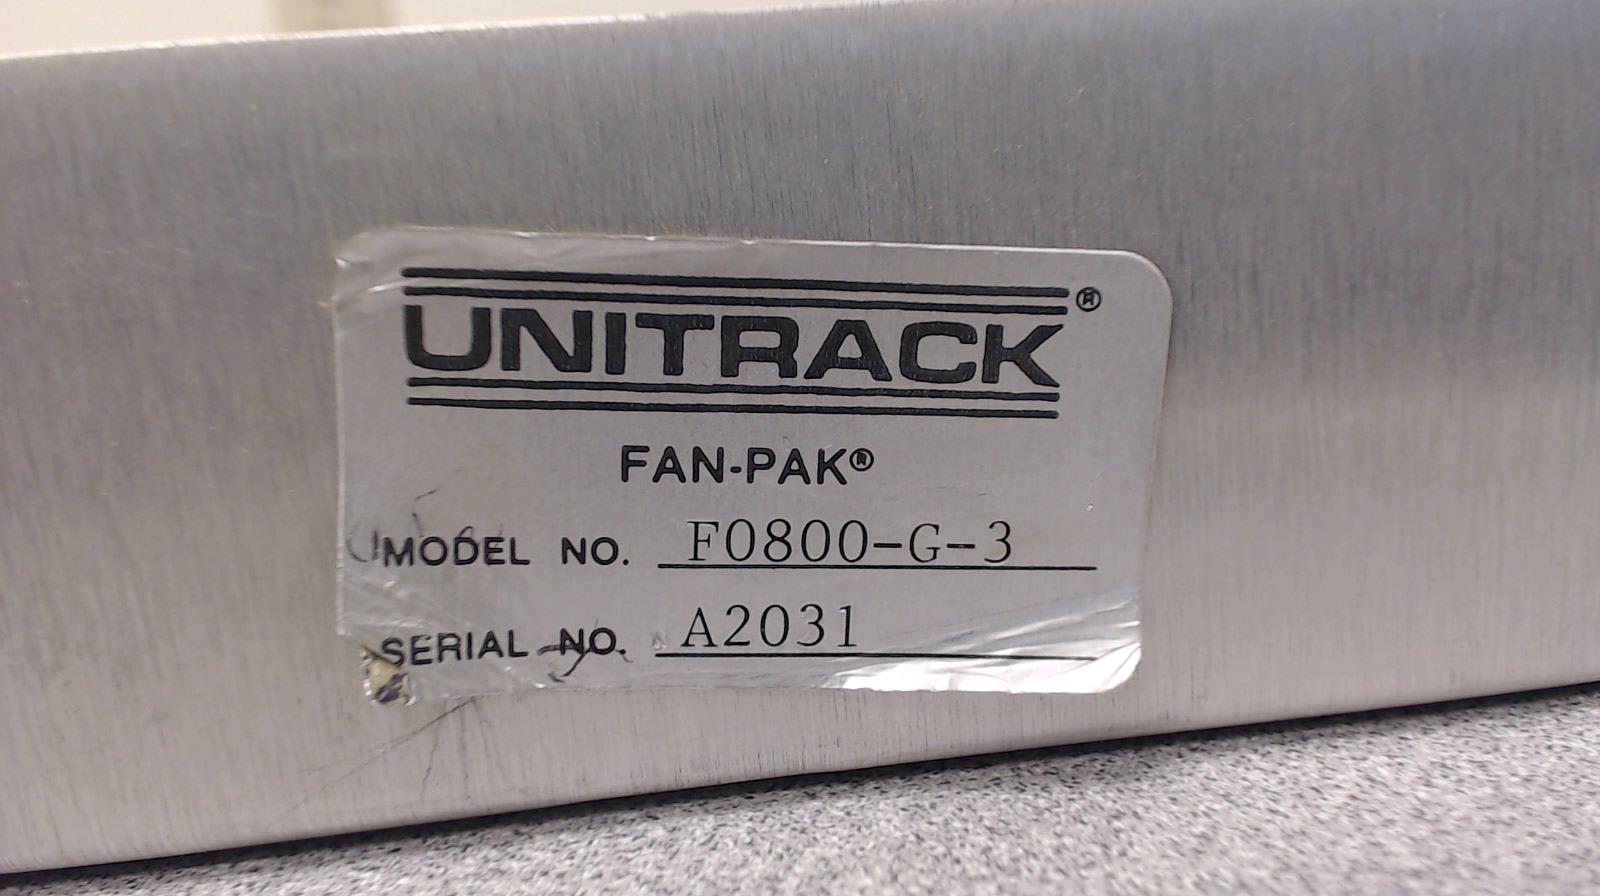 UNITRACK®
FAN-PAK®
MODEL NO. F0800-G-3
SERIAL NO. A2031